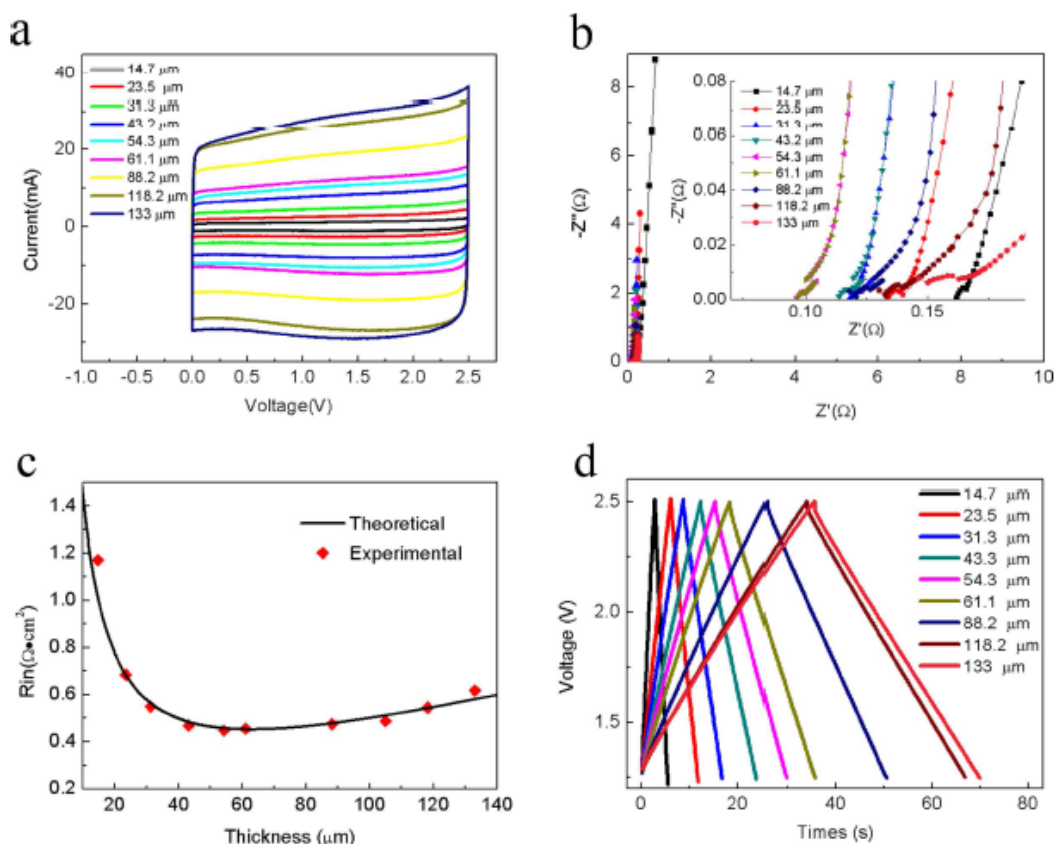 a
40
20
0
-20
-1.0 -0.5 0.0 0.5 1.0 1.5 2.0 2.5
Current(mA)
Voltage(V)
14.7 μm
23.5 μm
31.3 μm
43.2 μm
54.3 μm
61.1 μm
88.2 μm
118.2 μm
133 μm
b
8
6
4
2
0
0 2 4 6 8 10
-Z''(Ω)
Z'(Ω)
0.08
0.06
0.04
0.02
0.00
0.10 0.15
-Z''(Ω)
Z'(Ω)
14.7 μm
23.5 μm
31.3 μm
43.2 μm
54.3 μm
61.1 μm
88.2 μm
118.2 μm
133 μm
c
1.4
1.2
1.0
0.8
0.6
0.4
0.2
20 40 60 80 100 120 140
Rin(Ω•cm²)
Thickness (μm)
Theoretical
Experimental
d
2.5
2.0
1.5
0 20 40 60 80
Voltage (V)
Times (s)
14.7 μm
23.5 μm
31.3 μm
43.3 μm
54.3 μm
61.1 μm
88.2 μm
118.2 μm
133 μm